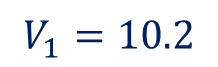 V₁ = 10.2